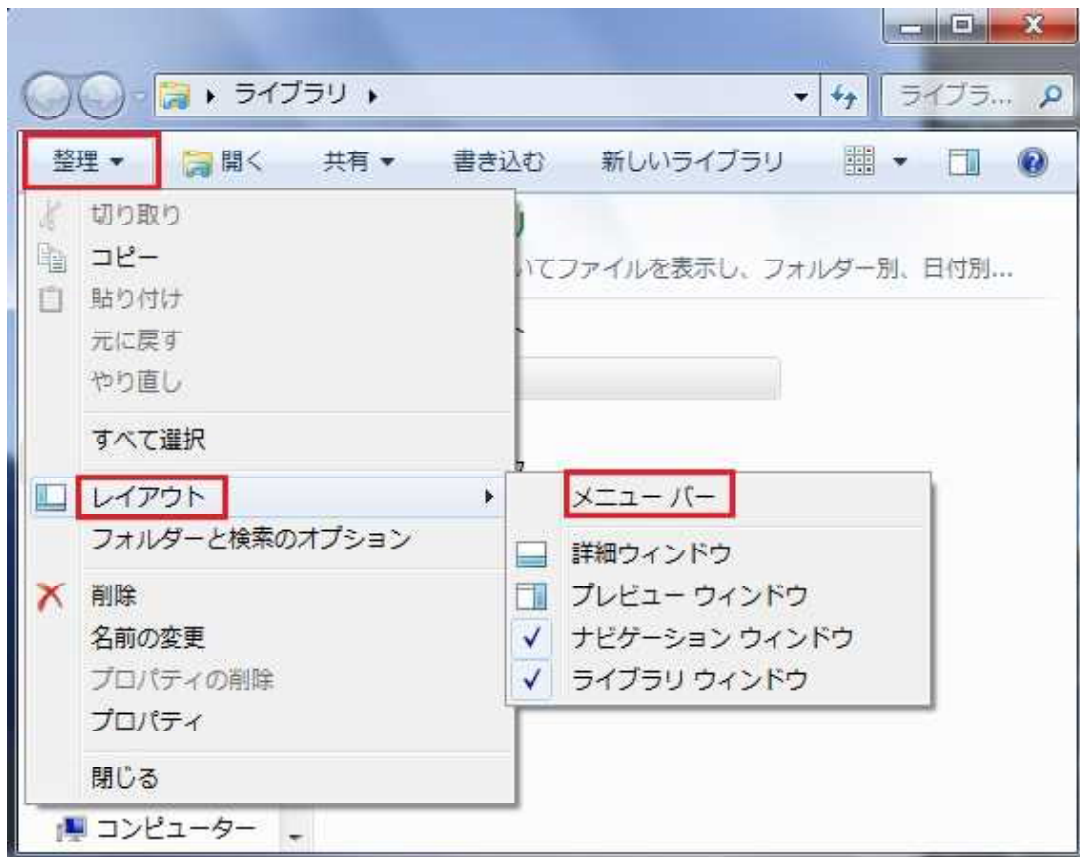 ライブラリ
ライブラ...
整理
開く
共有
書き込む
新しいライブラリ
切り取り
コピー
貼り付け
元に戻す
やり直し
すべて選択
レイアウト
フォルダーと検索のオプション
削除
名前の変更
プロパティの削除
プロパティ
閉じる
いてファイルを表示し、フォルダー別、日付別...
メニュー バー
詳細ウィンドウ
プレビュー ウィンドウ
ナビゲーション ウィンドウ
ライブラリ ウィンドウ
コンピューター